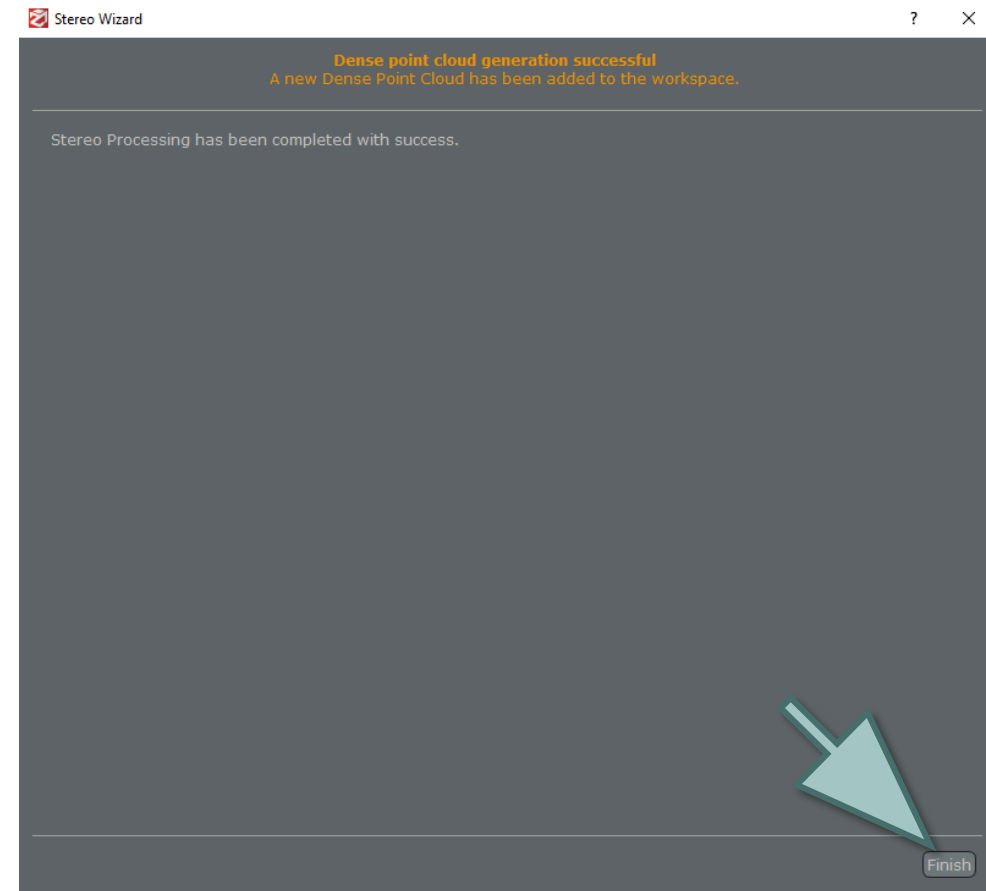 Stereo Wizard
?
Dense point cloud generation successful
A new Dense Point Cloud has been added to the workspace.
Stereo Processing has been completed with success.
Finish